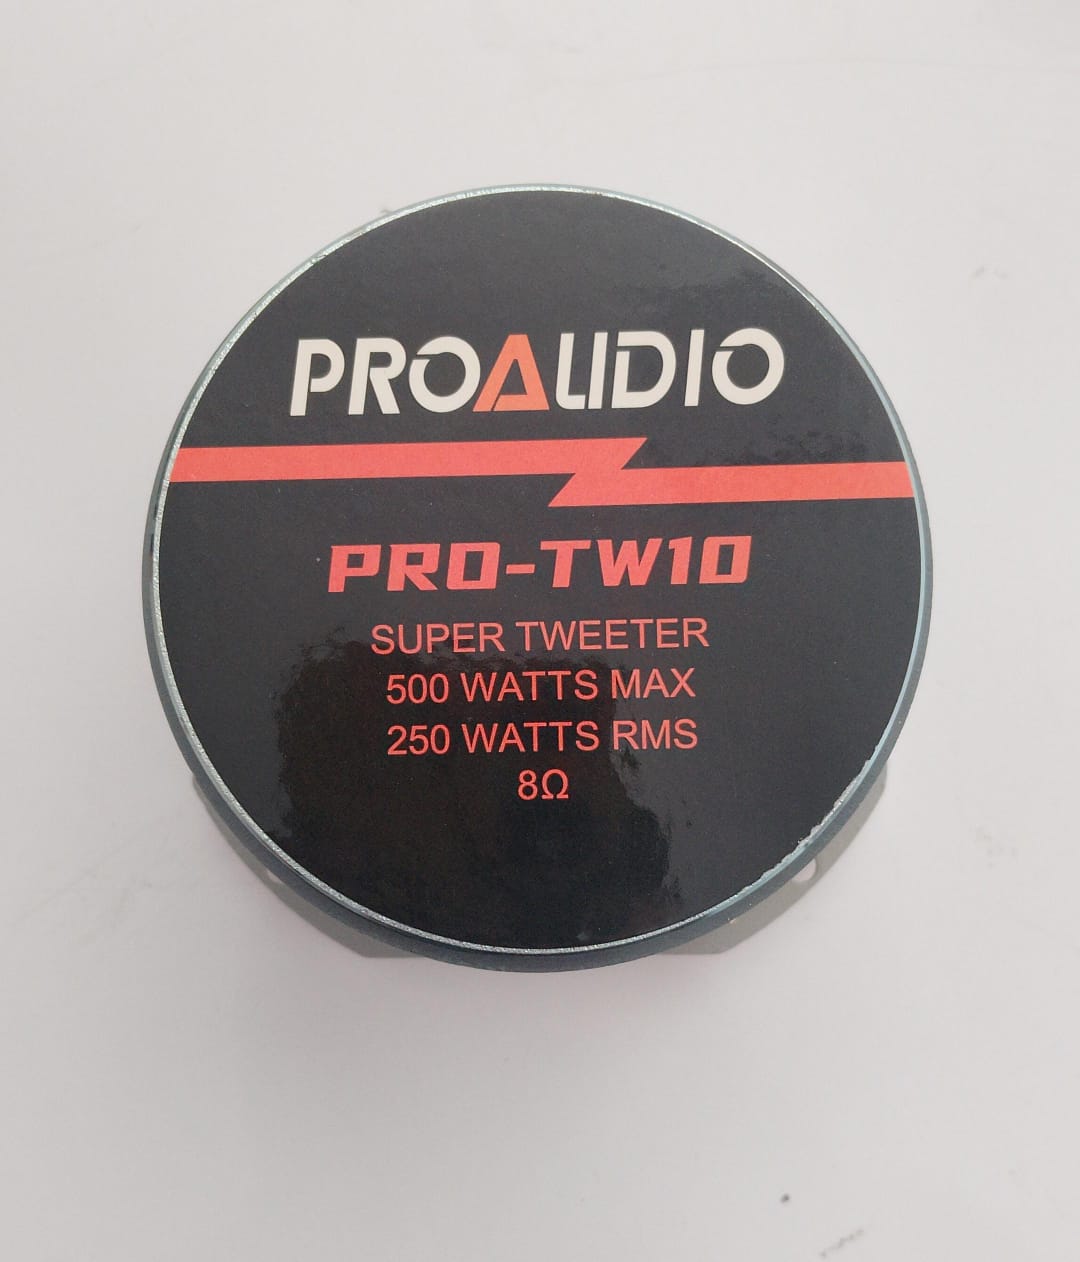 PROAUDIO
PRO-TW10
SUPER TWEETER
500 WATTS MAX
250 WATTS RMS
8Ω